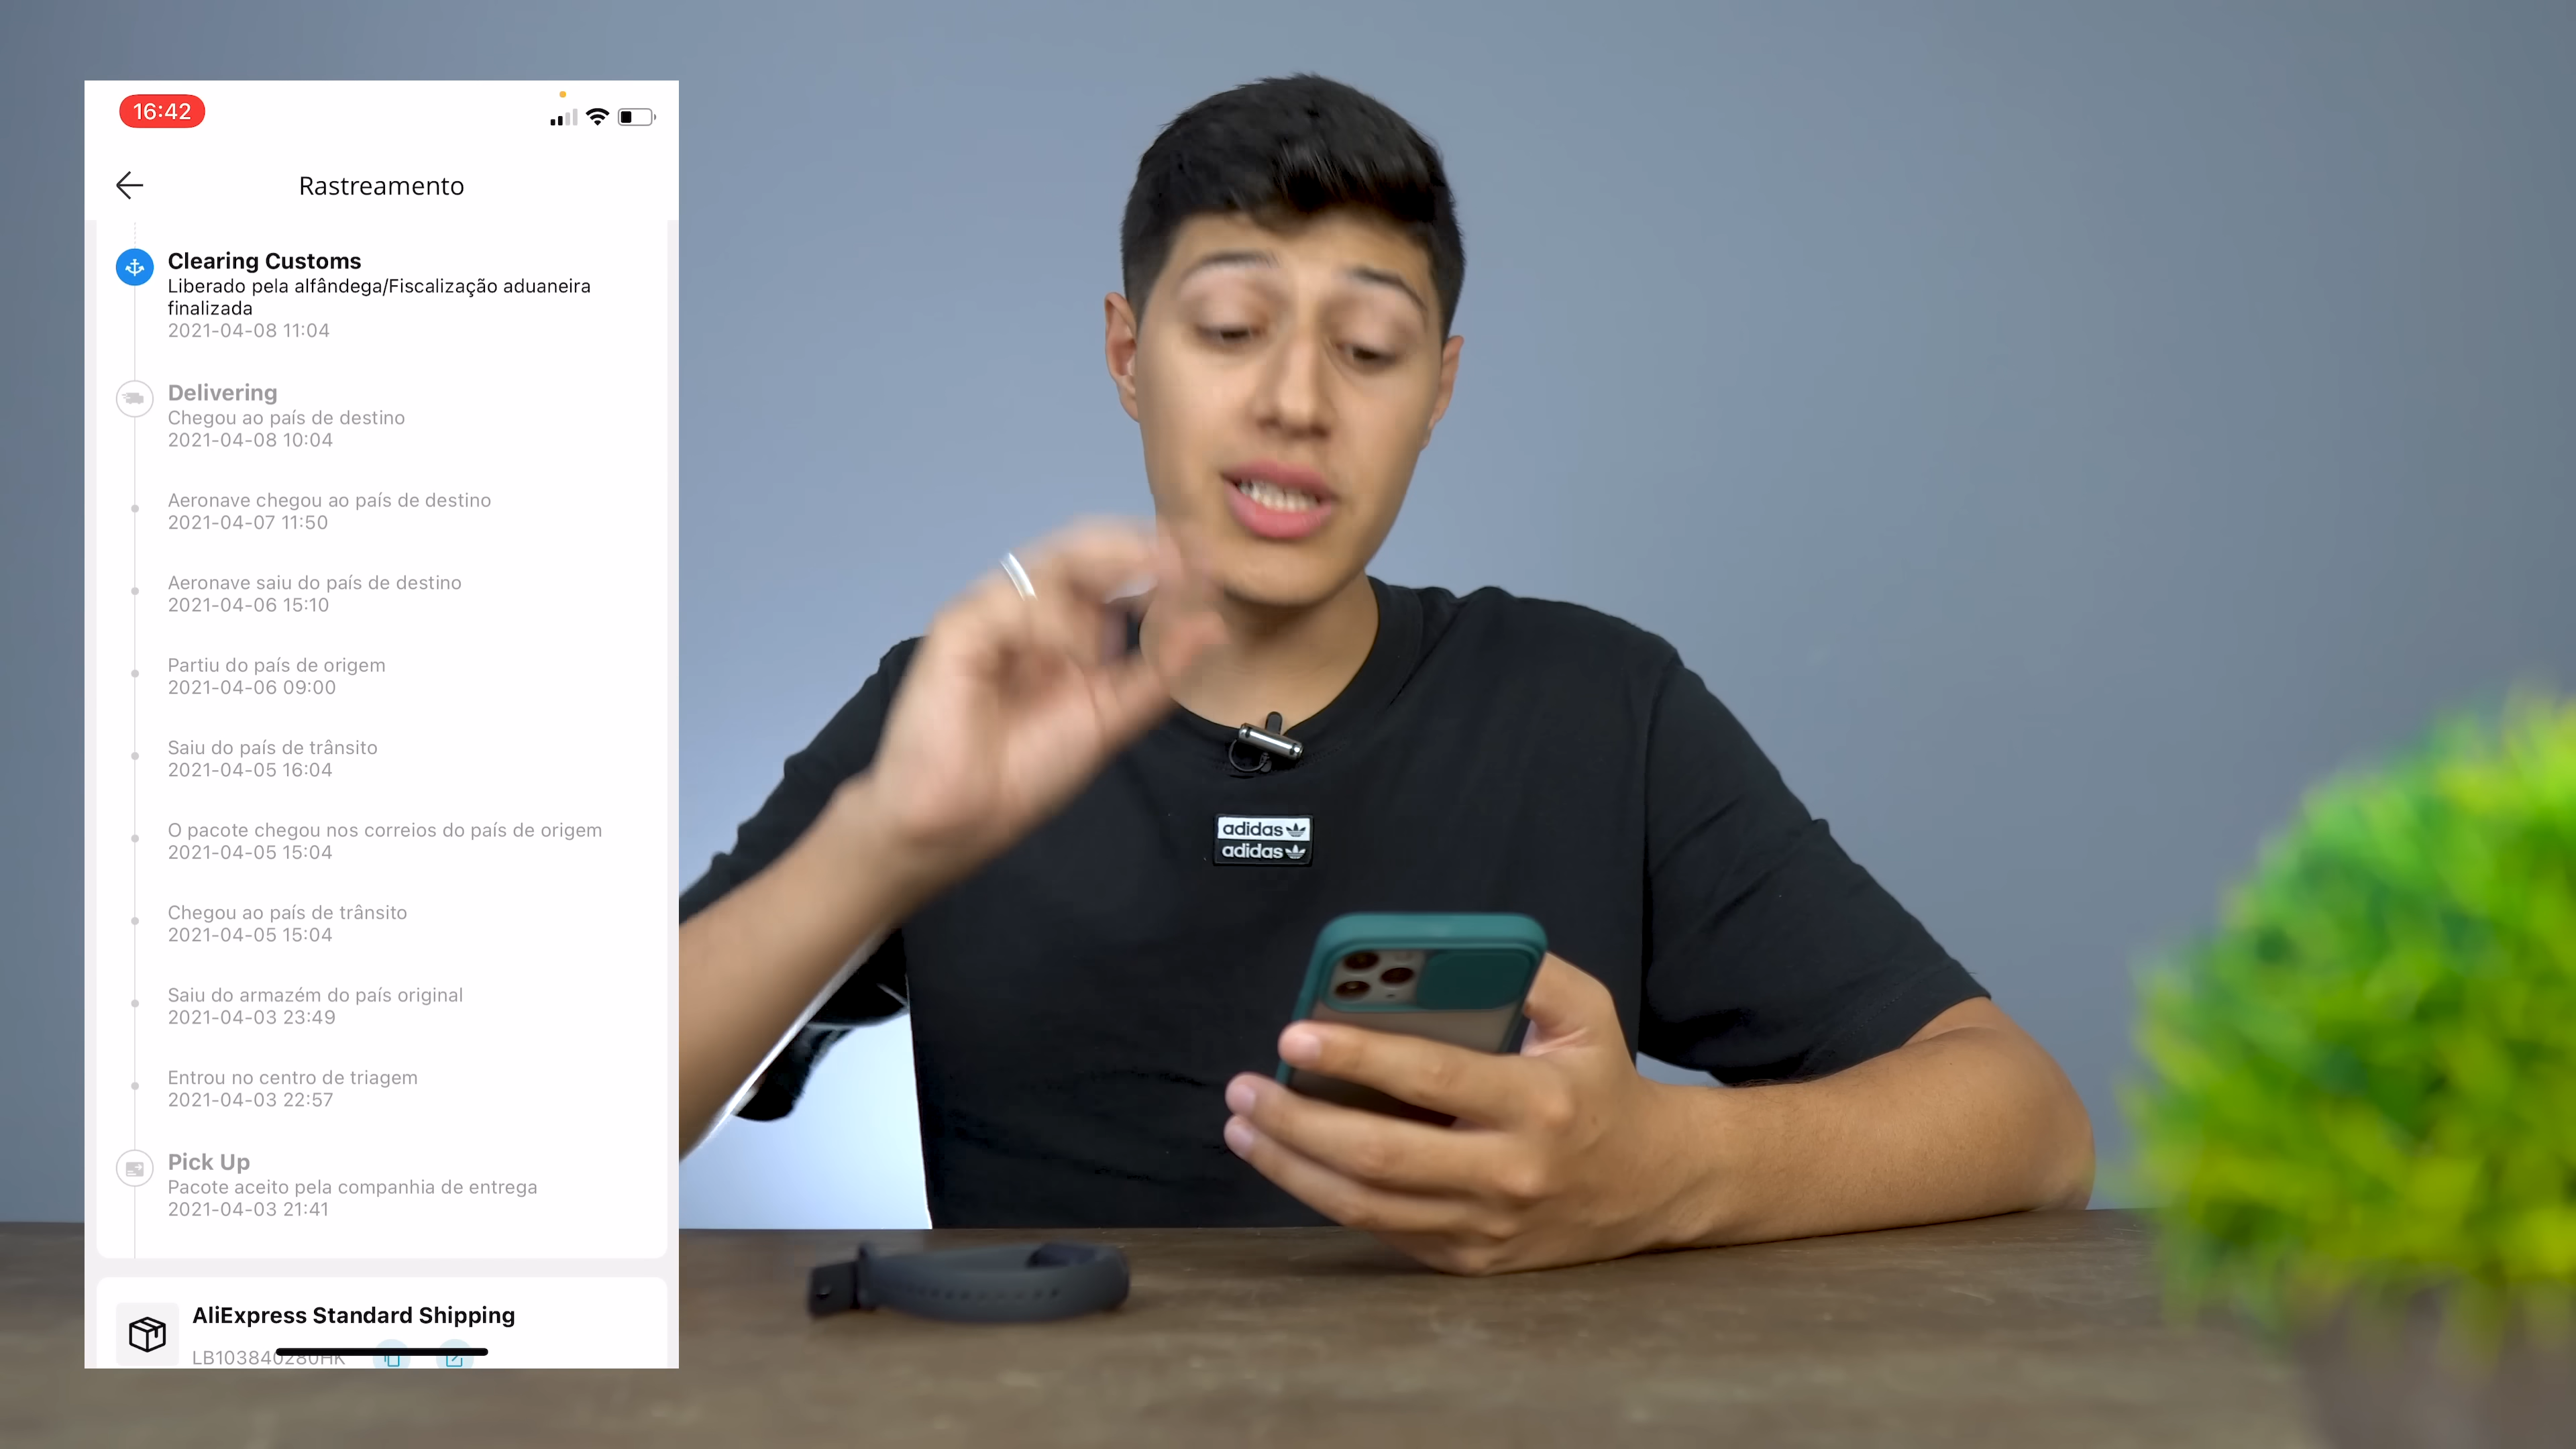 16:42
Rastreamento
Clearing Customs
Liberado pela alfândega/Fiscalização aduaneira
finalizada
2021-04-08 11:04
Delivering
Chegou ao país de destino
2021-04-08 10:04
Aeronave chegou ao país de destino
2021-04-07 11:50
Aeronave saiu do país de destino
2021-04-06 15:10
Partiu do país de origem
2021-04-06 09:00
Saiu do país de trânsito
2021-04-05 16:04
O pacote chegou nos correios do país de origem
2021-04-05 15:04
Chegou ao país de trânsito
2021-04-05 15:04
Saiu do armazém do país original
2021-04-03 23:49
Entrou no centro de triagem
2021-04-03 22:57
Pick Up
Pacote aceito pela companhia de entrega
2021-04-03 21:41
AliExpress Standard Shipping
LB103840280HK
adidas
adidas